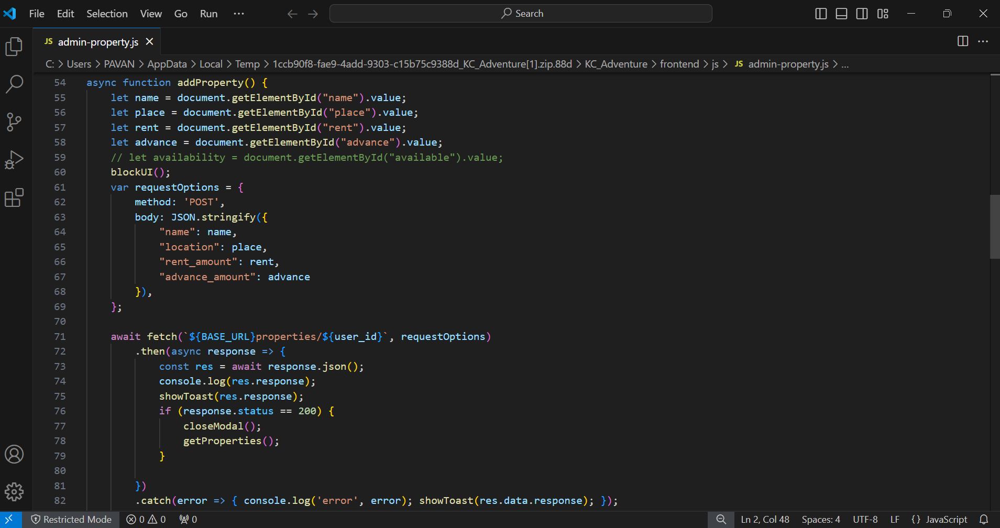 File Edit Selection View Go Run ··· Search
JS admin-property.js
C: > Users > PAVAN > AppData > Local > Temp > 1ccb90f8-fae9-4add-9303-c15b75c9388d_KC_Adventure[1].zip.88d > KC_Adventure > frontend > js > JS admin-property.js > ...
54 async function addProperty() {
55     let name = document.getElementById("name").value;
56     let place = document.getElementById("place").value;
57     let rent = document.getElementById("rent").value;
58     let advance = document.getElementById("advance").value;
59     // let availability = document.getElementById("available").value;
60     blockUI();
61     var requestOptions = {
62         method: 'POST',
63         body: JSON.stringify({
64             "name": name,
65             "location": place,
66             "rent_amount": rent,
67             "advance_amount": advance
68         }),
69     };
70
71     await fetch(`${BASE_URL}properties/${user_id}`, requestOptions)
72         .then(async response => {
73             const res = await response.json();
74             console.log(res.response);
75             showToast(res.response);
76             if (response.status == 200) {
77                 closeModal();
78                 getProperties();
79             }
80
81         })
82         .catch(error => { console.log('error', error); showToast(res.data.response); });
Restricted Mode 0 0 0 Ln 2, Col 48 Spaces: 4 UTF-8 LF {} JavaScript